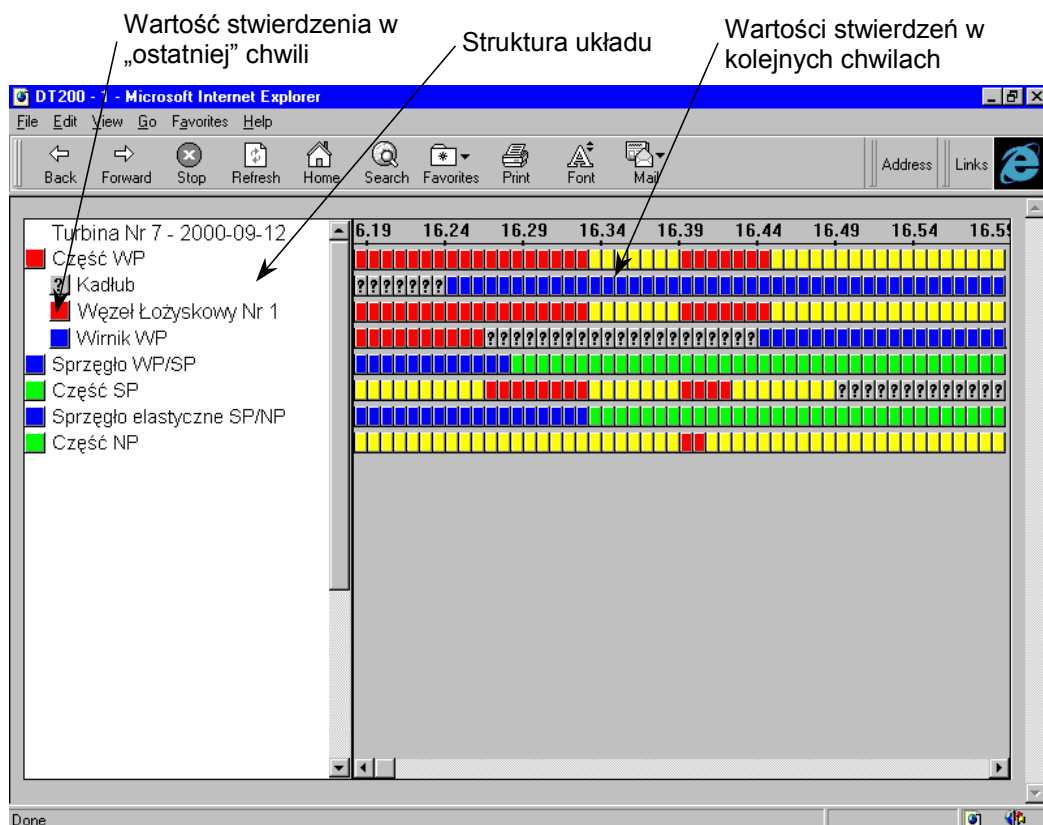 Wartość stwierdzenia w
„ostatniej” chwili
Struktura układu
Wartości stwierdzeń w
kolejnych chwilach
DT200 - 1 - Microsoft Internet Explorer
File Edit View Go Favorites Help
Back Forward Stop Refresh Home Search Favorites Print Font Mail Address Links
Turbina Nr 7 - 2000-09-12
6.19 16.24 16.29 16.34 16.39 16.44 16.49 16.54 16.59
Część WP
? Kadłub
? ? ? ? ? ? ?
Węzeł Łożyskowy Nr 1
Wirnik WP
? ? ? ? ? ? ? ? ? ? ? ? ? ? ? ? ? ? ? ? ?
Sprzęgło WP/SP
Część SP
? ? ? ? ? ? ? ? ? ? ? ? ?
Sprzęgło elastyczne SP/NP
Część NP
Done